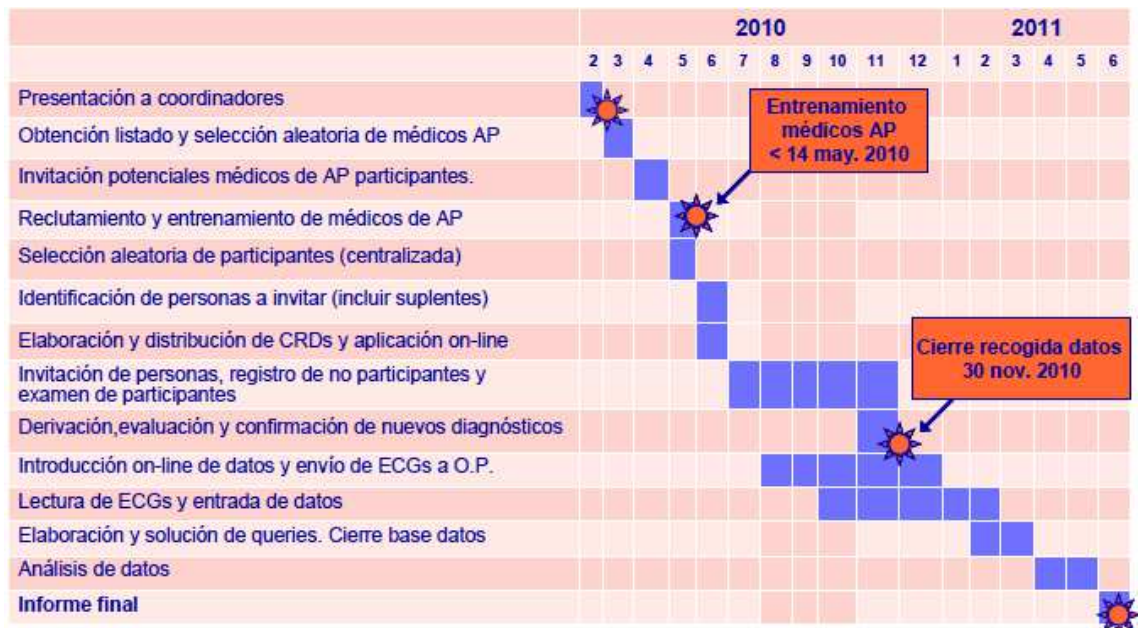 2010 2011
2 3 4 5 6 7 8 9 10 11 12 1 2 3 4 5 6
Presentación a coordinadores
Entrenamiento
médicos AP
< 14 may. 2010
Obtención listado y selección aleatoria de médicos AP
Invitación potenciales médicos de AP participantes.
Reclutamiento y entrenamiento de médicos de AP
Selección aleatoria de participantes (centralizada)
Identificación de personas a invitar (incluir suplentes)
Elaboración y distribución de CRDs y aplicación on-line
Cierre recogida datos
30 nov. 2010
Invitación de personas, registro de no participantes y
examen de participantes
Derivación,evaluación y confirmación de nuevos diagnósticos
Introducción on-line de datos y envío de ECGs a O.P.
Lectura de ECGs y entrada de datos
Elaboración y solución de queries. Cierre base datos
Análisis de datos
Informe final